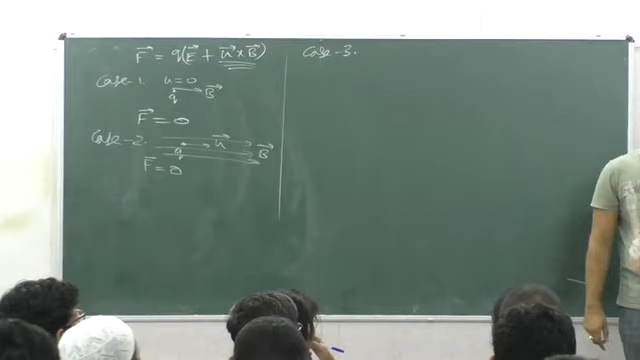 F⃗ = q(E⃗ + u⃗ × B⃗)
Case-1. u=0
q B⃗
F⃗ = 0
Case-2. u⃗
q B⃗
F⃗ = 0
Case-3.